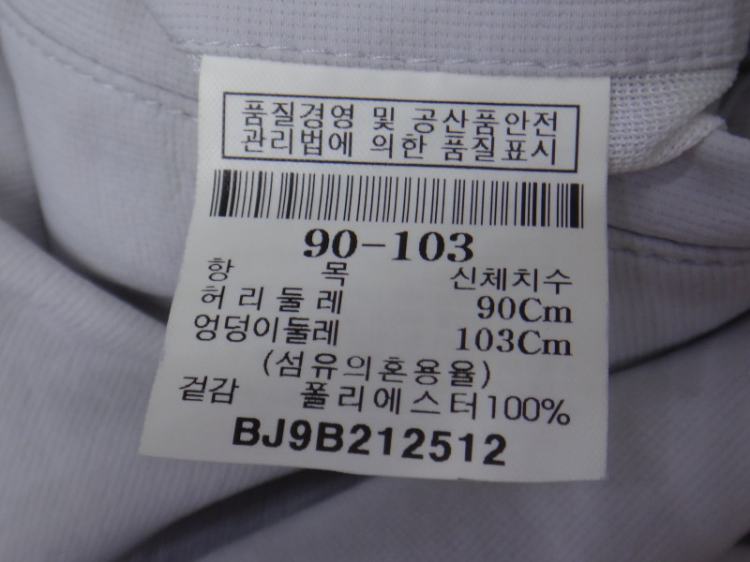 품질경영 및 공산품안전
관리법에 의한 품질표시
90-103
항 목 신체치수
허리둘레 90Cm
엉덩이둘레 103Cm
(섬유의혼용율)
겉감 폴리에스터100%
BJ9B212512